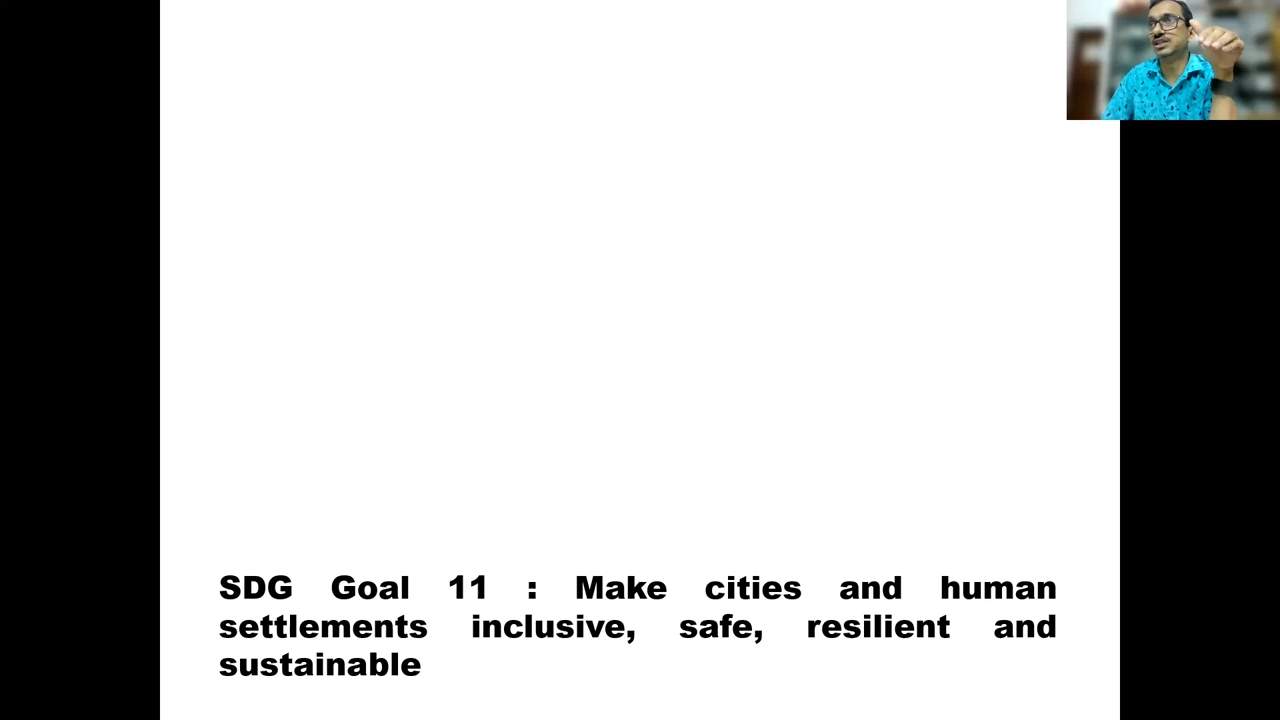 SDG Goal 11 : Make cities and human
settlements inclusive, safe, resilient and
sustainable